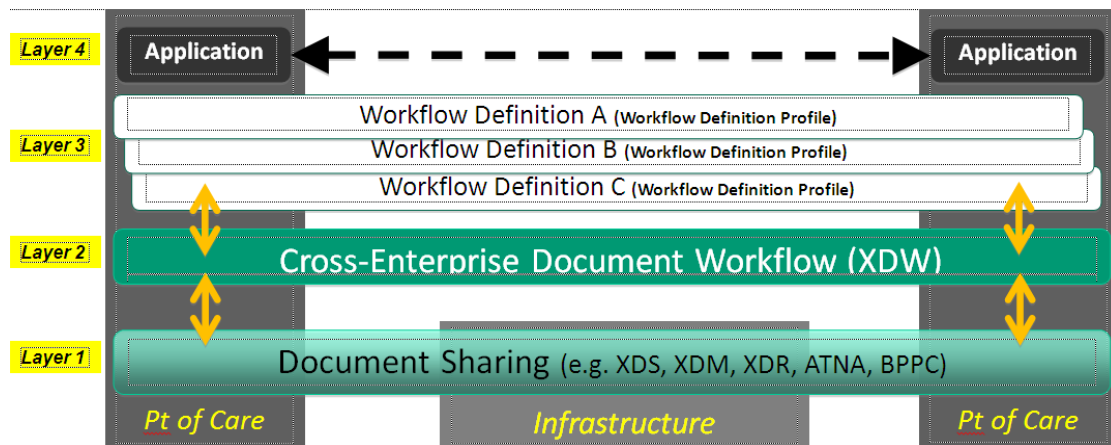 Layer 4
Application
Application
Workflow Definition A (Workflow Definition Profile)
Layer 3
Workflow Definition B (Workflow Definition Profile)
Workflow Definition C (Workflow Definition Profile)
Layer 2
Cross-Enterprise Document Workflow (XDW)
Layer 1
Document Sharing (e.g. XDS, XDM, XDR, ATNA, BPPC)
Pt of Care
Infrastructure
Pt of Care